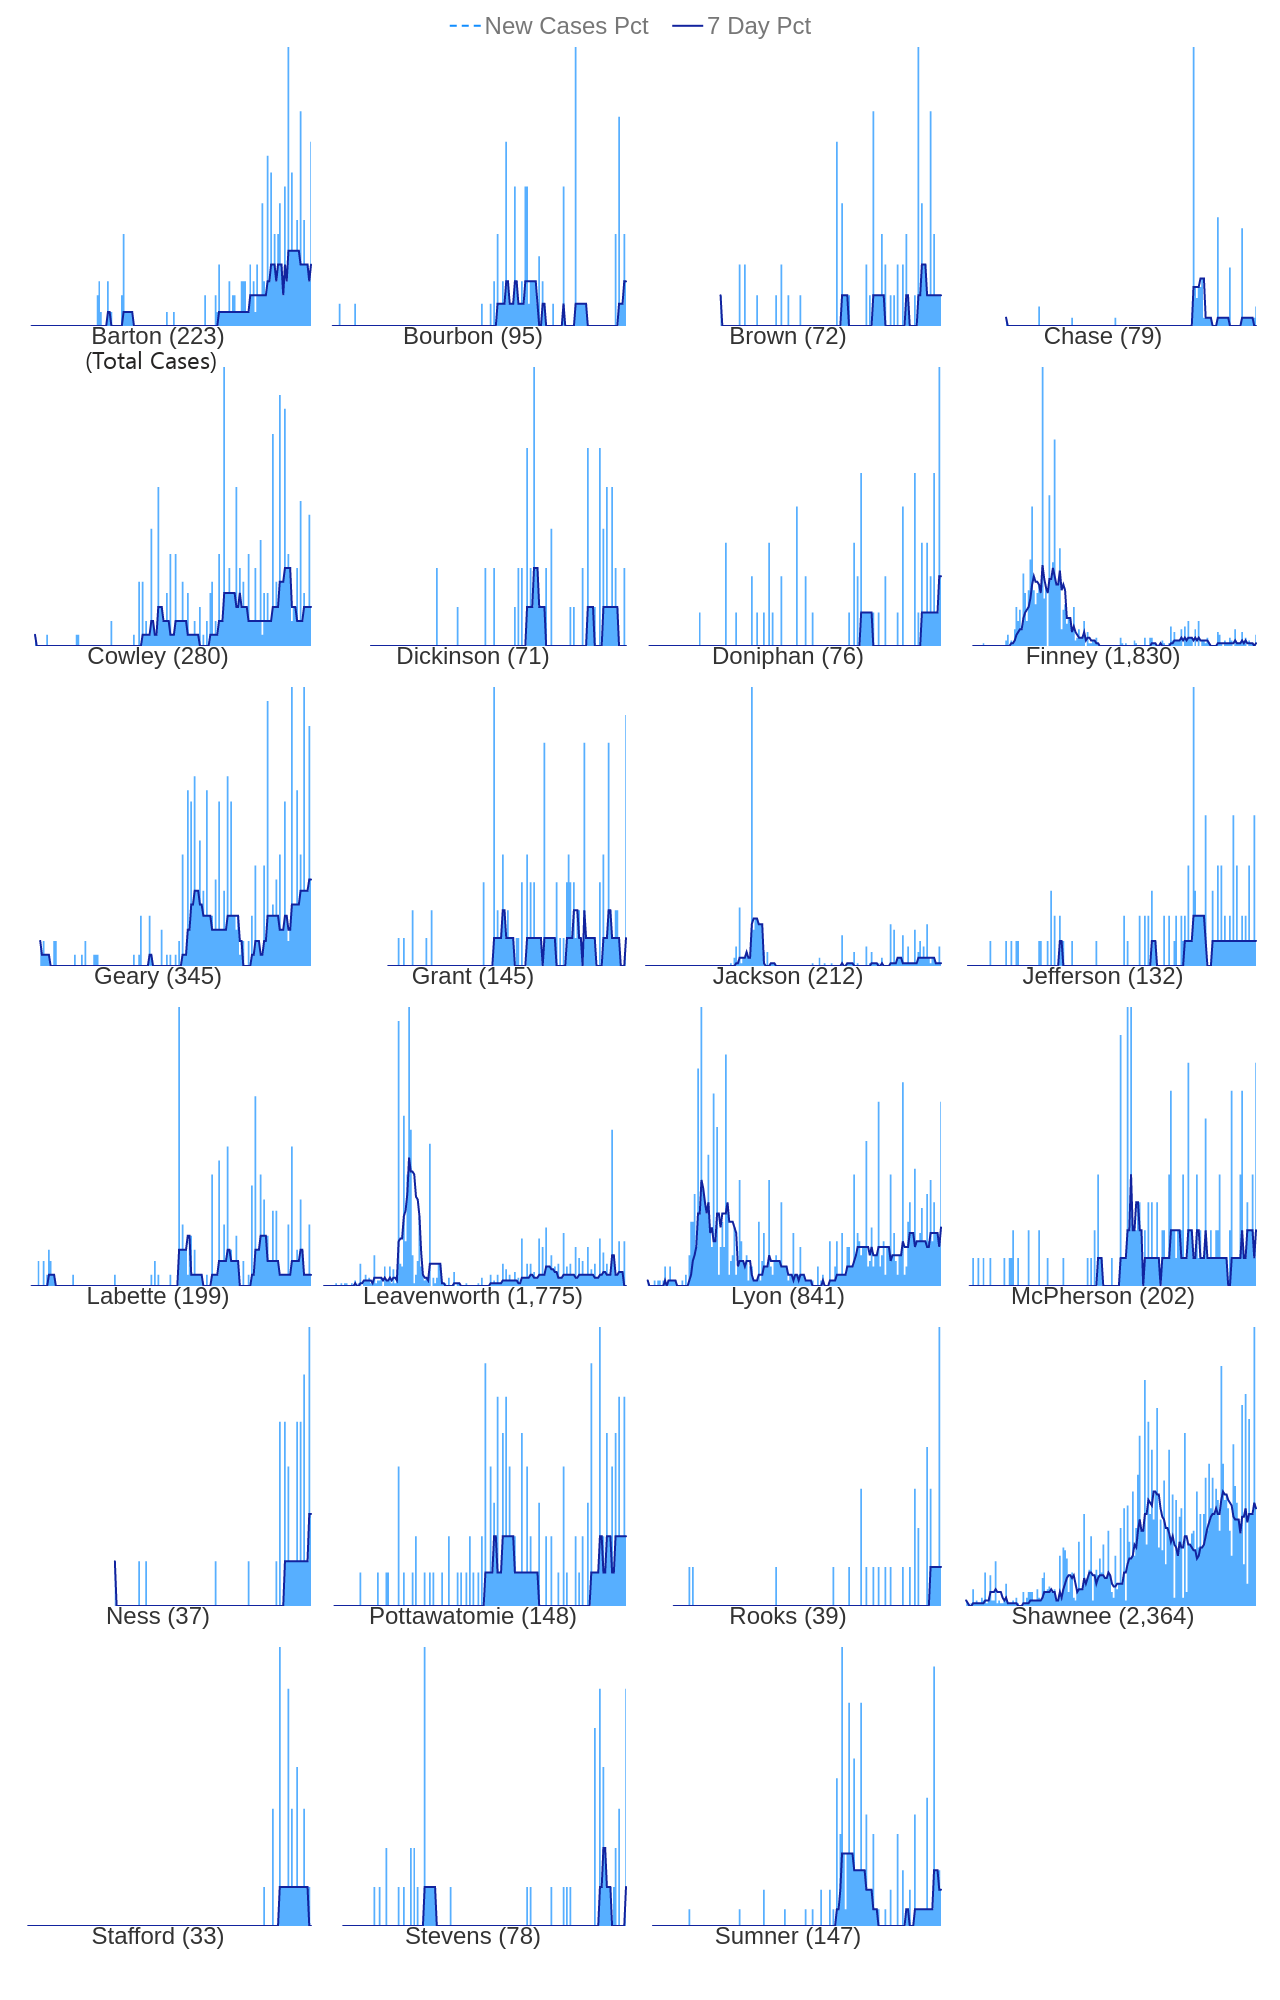 New Cases Pct 7 Day Pct
Barton (223) Bourbon (95) Brown (72) Chase (79)
(Total Cases)
Cowley (280) Dickinson (71) Doniphan (76) Finney (1,830)
Geary (345) Grant (145) Jackson (212) Jefferson (132)
Labette (199) Leavenworth (1,775) Lyon (841) McPherson (202)
Ness (37) Pottawatomie (148) Rooks (39) Shawnee (2,364)
Stafford (33) Stevens (78) Sumner (147)